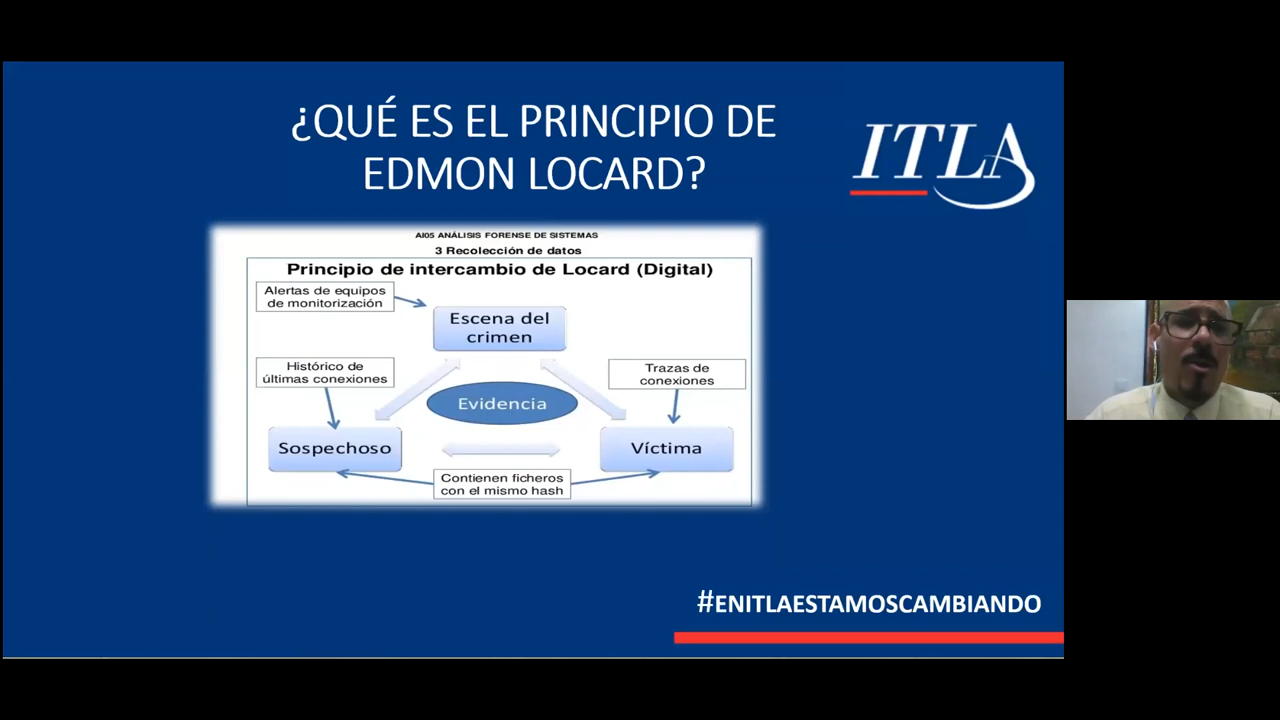 ¿QUÉ ES EL PRINCIPIO DE
EDMON LOCARD?
ITLA
AI05 ANÁLISIS FORENSE DE SISTEMAS
3 Recolección de datos
Principio de intercambio de Locard (Digital)
Alertas de equipos
de monitorización
Escena del
crimen
Histórico de
últimas conexiones
Trazas de
conexiones
Evidencia
Sospechoso
Víctima
Contienen ficheros
con el mismo hash
#ENITLAESTAMOSCAMBIANDO